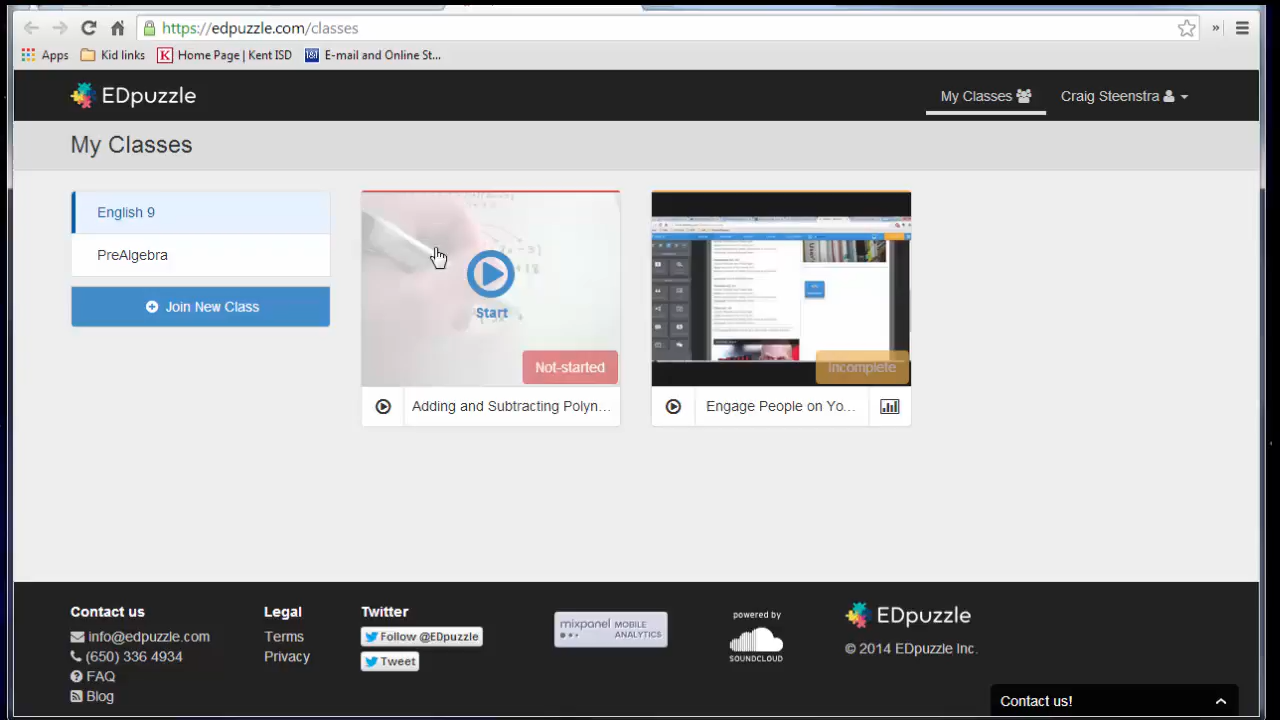 https://edpuzzle.com/classes
Apps Kid links Home Page | Kent ISD E-mail and Online St...
EDpuzzle My Classes Craig Steenstra
My Classes
English 9
PreAlgebra
Join New Class
Start
Not-started
Adding and Subtracting Polyn...
Incomplete
Engage People on Yo...
Contact us
info@edpuzzle.com
(650) 336 4934
FAQ
Blog
Legal
Terms
Privacy
Twitter
Follow @EDpuzzle
Tweet
mixpanel MOBILE ANALYTICS
powered by
SOUNDCLOUD
EDpuzzle
© 2014 EDpuzzle Inc.
Contact us!